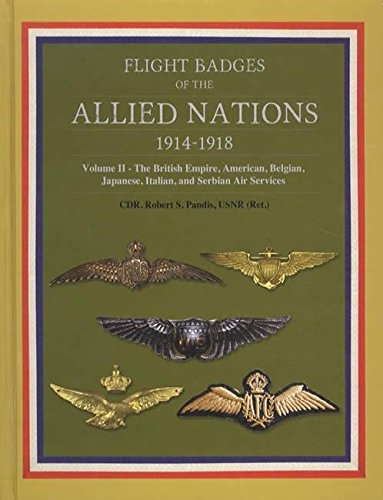 FLIGHT BADGES
OF THE
ALLIED NATIONS
1914-1918
Volume II - The British Empire, American, Belgian,
Japanese, Italian, and Serbian Air Services
CDR. Robert S. Pandis, USNR (Ret.)
AFC